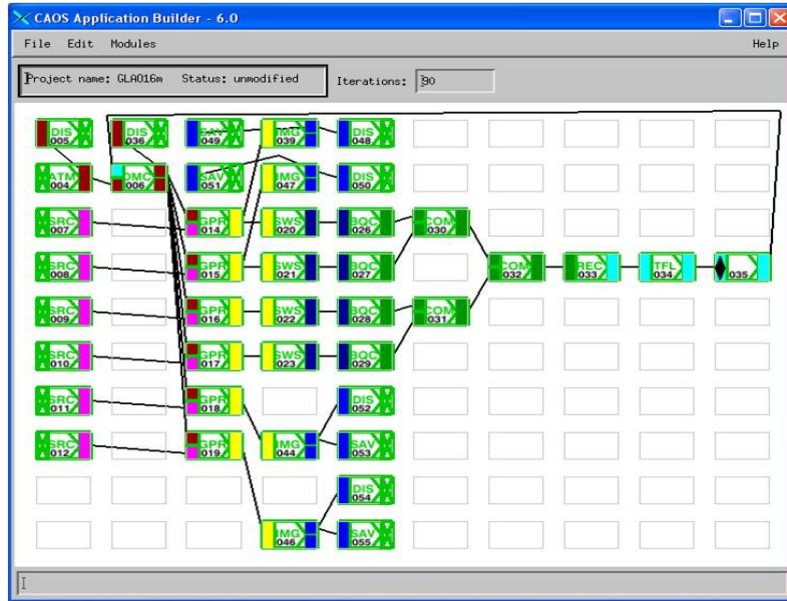 CAOS Application Builder - 6.0
File Edit Modules Help
Project name: GLAO16m Status: unmodified Iterations: 90
DIS DIS SAV IMG DIS
005 036 049 039 048
ATM DMC SAV IMG DIS
004 006 051 047 050
SRC GPR SWS BQC COM
007 014 020 026 030
SRC GPR SWS BQC COM REC TFL
008 015 021 027 032 033 034 035
SRC GPR SWS BQC COM
009 016 022 028 031
SRC GPR SWS BQC
010 017 023 029
SRC GPR DIS
011 018 052
SRC GPR IMG SAV
012 019 044 053
DIS
054
IMG SAV
046 055